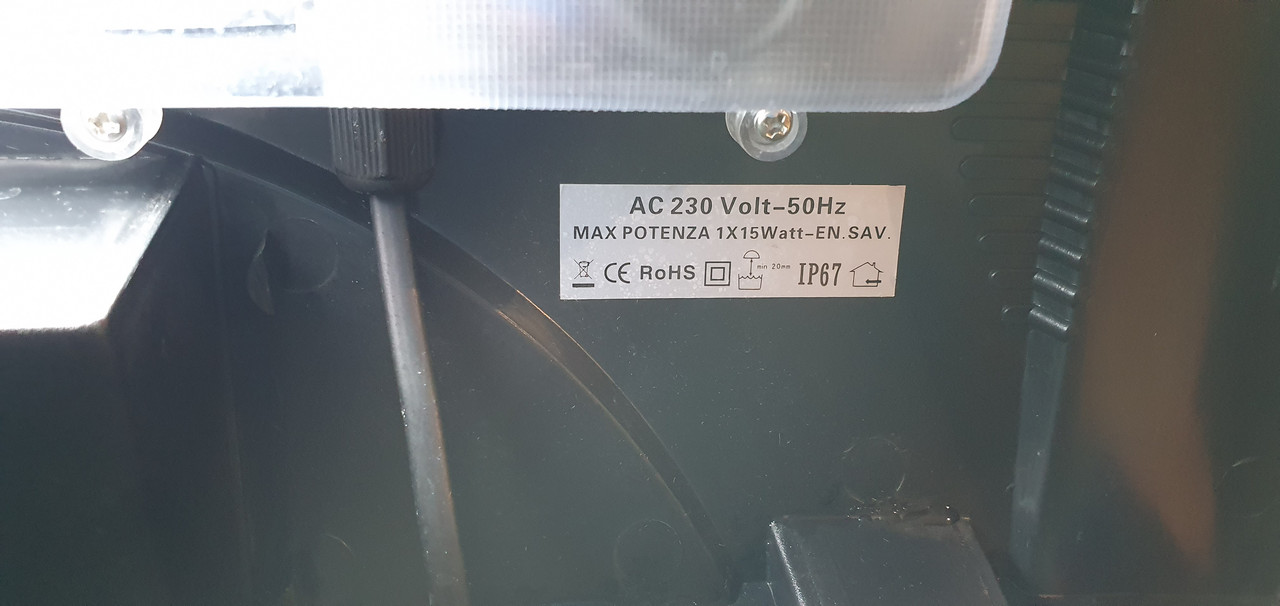 AC 230 Volt–50Hz
MAX POTENZA 1X15Watt–EN.SAV.
CE RoHS min 20mm IP67